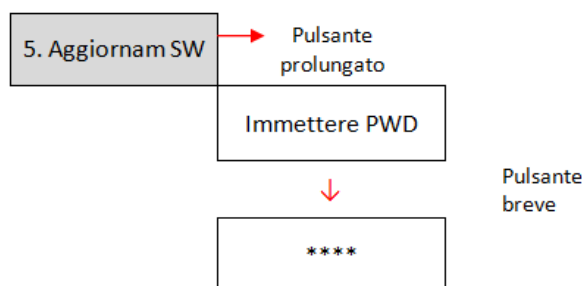 5. Aggiornam SW
Pulsante
prolungato
Immettere PWD
Pulsante
breve
****